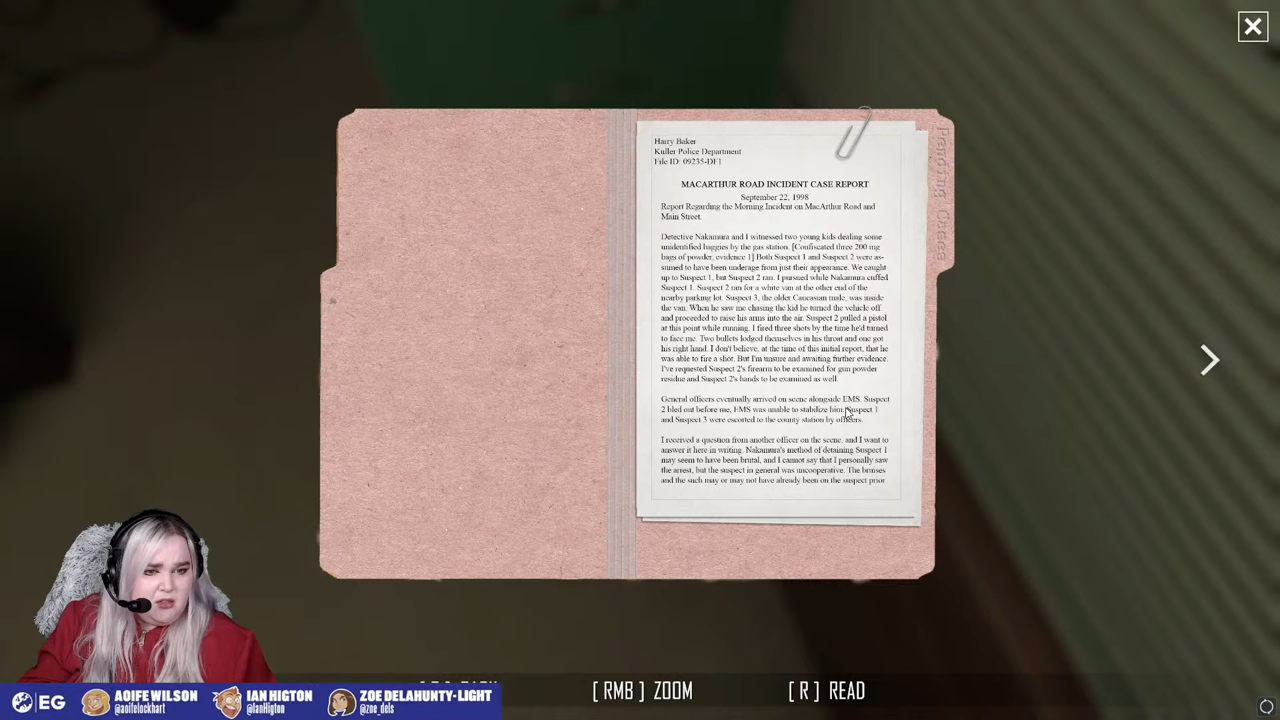 Harry Baker
Kuller Police Department
File ID: 09235-DF1
MACARTHUR ROAD INCIDENT CASE REPORT
September 22, 1998
Report Regarding the Morning Incident on MacArthur Road and
Main Street.
Detective Nakamura and I witnessed two young kids dealing some
unidentified baggies by the gas station. [Confiscated three 200 mg
bags of powder, evidence 1] Both Suspect 1 and Suspect 2 were as-
sumed to have been underage from just their appearance. We caught
up to Suspect 1, but Suspect 2 ran. I pursued while Nakamura cuffed
Suspect 1. Suspect 2 ran for a white van at the other end of the
nearby parking lot. Suspect 3, the older Caucasian male, was inside
the van. When he saw me chasing the kid he turned the vehicle off
and proceeded to raise his arms into the air. Suspect 2 pulled a pistol
at this point while running. I fired three shots by the time he'd turned
to face me. Two bullets lodged themselves in his throat and one got
his right hand. I don't believe, at the time of this initial report, that he
was able to fire a shot. But I'm unsure and awaiting further evidence.
I've requested Suspect 2's firearm to be examined for gun powder
residue and Suspect 2's hands to be examined as well.
General officers eventually arrived on scene alongside EMS. Suspect
2 bled out before me, EMS was unable to stabilize him. Suspect 1
and Suspect 3 were escorted to the county station by officers.
I received a question from another officer on the scene, and I want to
answer it here in writing. Nakamura's method of detaining Suspect 1
may seem to have been brutal, and I cannot say that I personally saw
the arrest, but the suspect in general was uncooperative. The bruises
and the such may or may not have already been on the suspect prior
Pending Cases
[ RMB ] ZOOM
[ R ] READ
EG
AOIFE WILSON
@aoifelockhart
IAN HIGTON
@IanHigton
ZOE DELAHUNTY-LIGHT
@zoe_dels